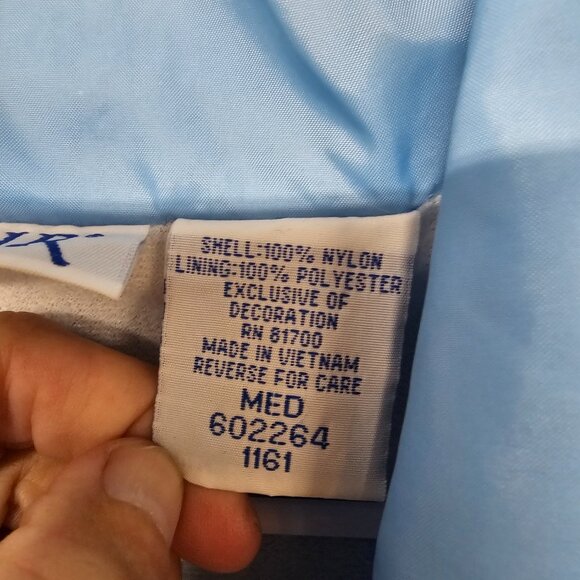 SHELL:100% NYLON
LINING:100% POLYESTER
EXCLUSIVE OF
DECORATION
RN 81700
MADE IN VIETNAM
REVERSE FOR CARE
MED
602264
1161